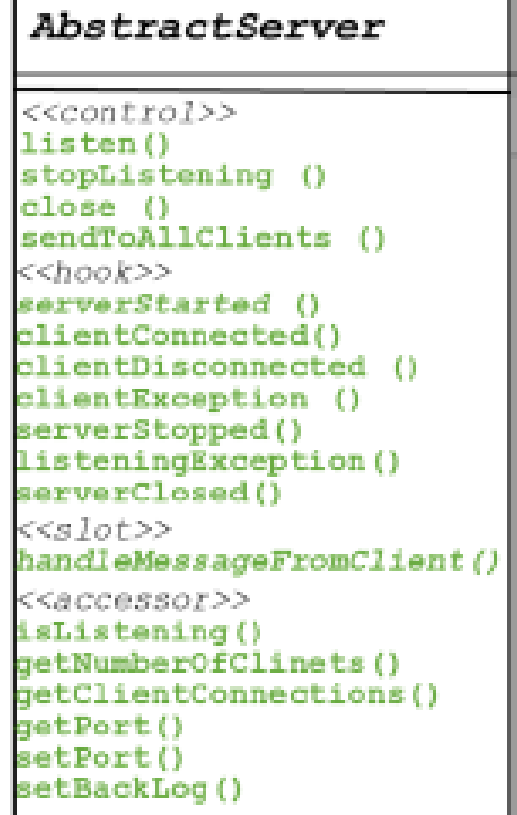 AbstractServer
<<control>>
listen()
stopListening ()
close ()
sendToAllClients ()
<<hook>>
serverStarted ()
clientConnected()
clientDisconnected ()
clientException ()
serverStopped()
listeningException()
serverClosed()
<<slot>>
handleMessageFromClient()
<<accessor>>
isListening()
getNumberOfClinets()
getClientConnections()
getPort()
setPort()
setBackLog()